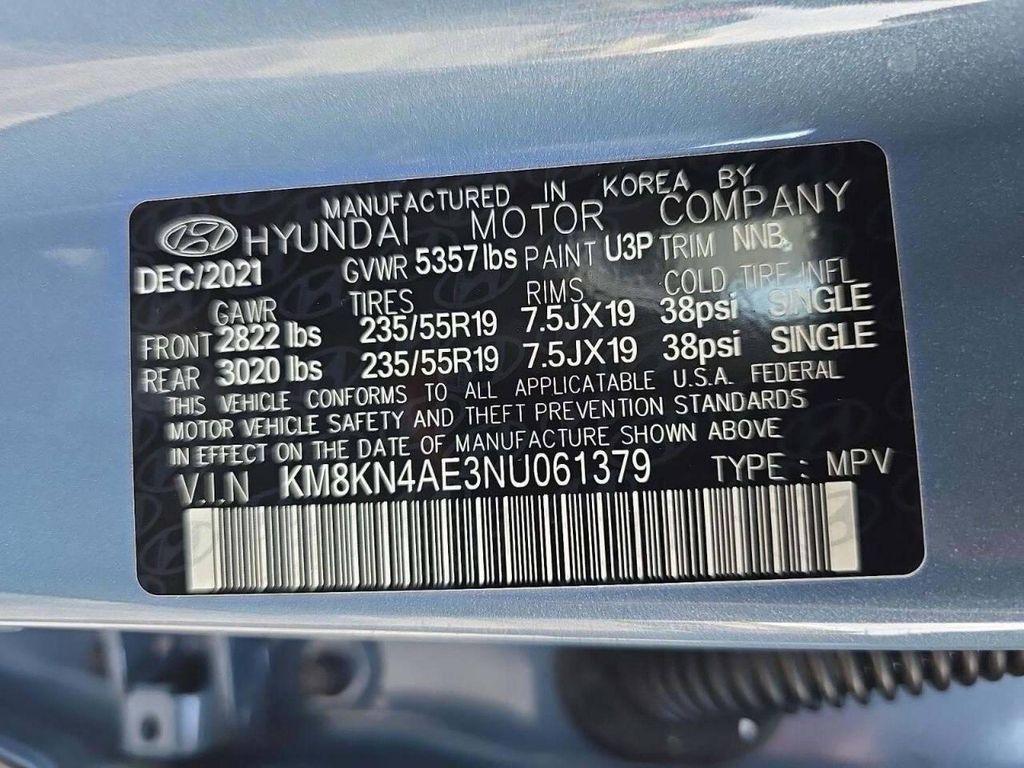 MANUFACTURED IN KOREA BY
HYUNDAI MOTOR COMPANY
DEC/2021 GVWR 5357 lbs PAINT U3P TRIM NNB
GAWR TIRES RIMS COLD TIRE INFL
FRONT 2822 lbs 235/55R19 7.5JX19 38psi SINGLE
REAR 3020 lbs 235/55R19 7.5JX19 38psi SINGLE
THIS VEHICLE CONFORMS TO ALL APPLICATABLE U.S.A. FEDERAL
MOTOR VEHICLE SAFETY AND THEFT PREVENTION STANDARDS
IN EFFECT ON THE DATE OF MANUFACTURE SHOWN ABOVE
V.I.N KM8KN4AE3NU061379 TYPE : MPV